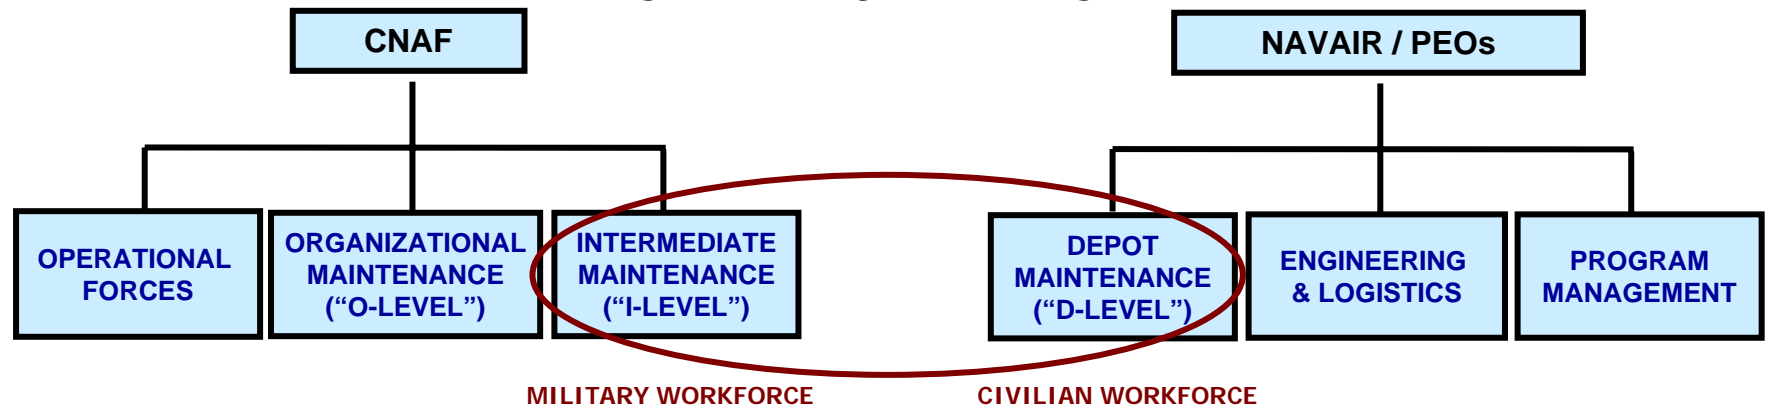 CNAF
NAVAIR / PEOs
OPERATIONAL
FORCES
ORGANIZATIONAL
MAINTENANCE
(“O-LEVEL”)
INTERMEDIATE
MAINTENANCE
(“I-LEVEL”)
DEPOT
MAINTENANCE
(“D-LEVEL”)
ENGINEERING
& LOGISTICS
PROGRAM
MANAGEMENT
MILITARY WORKFORCE
CIVILIAN WORKFORCE